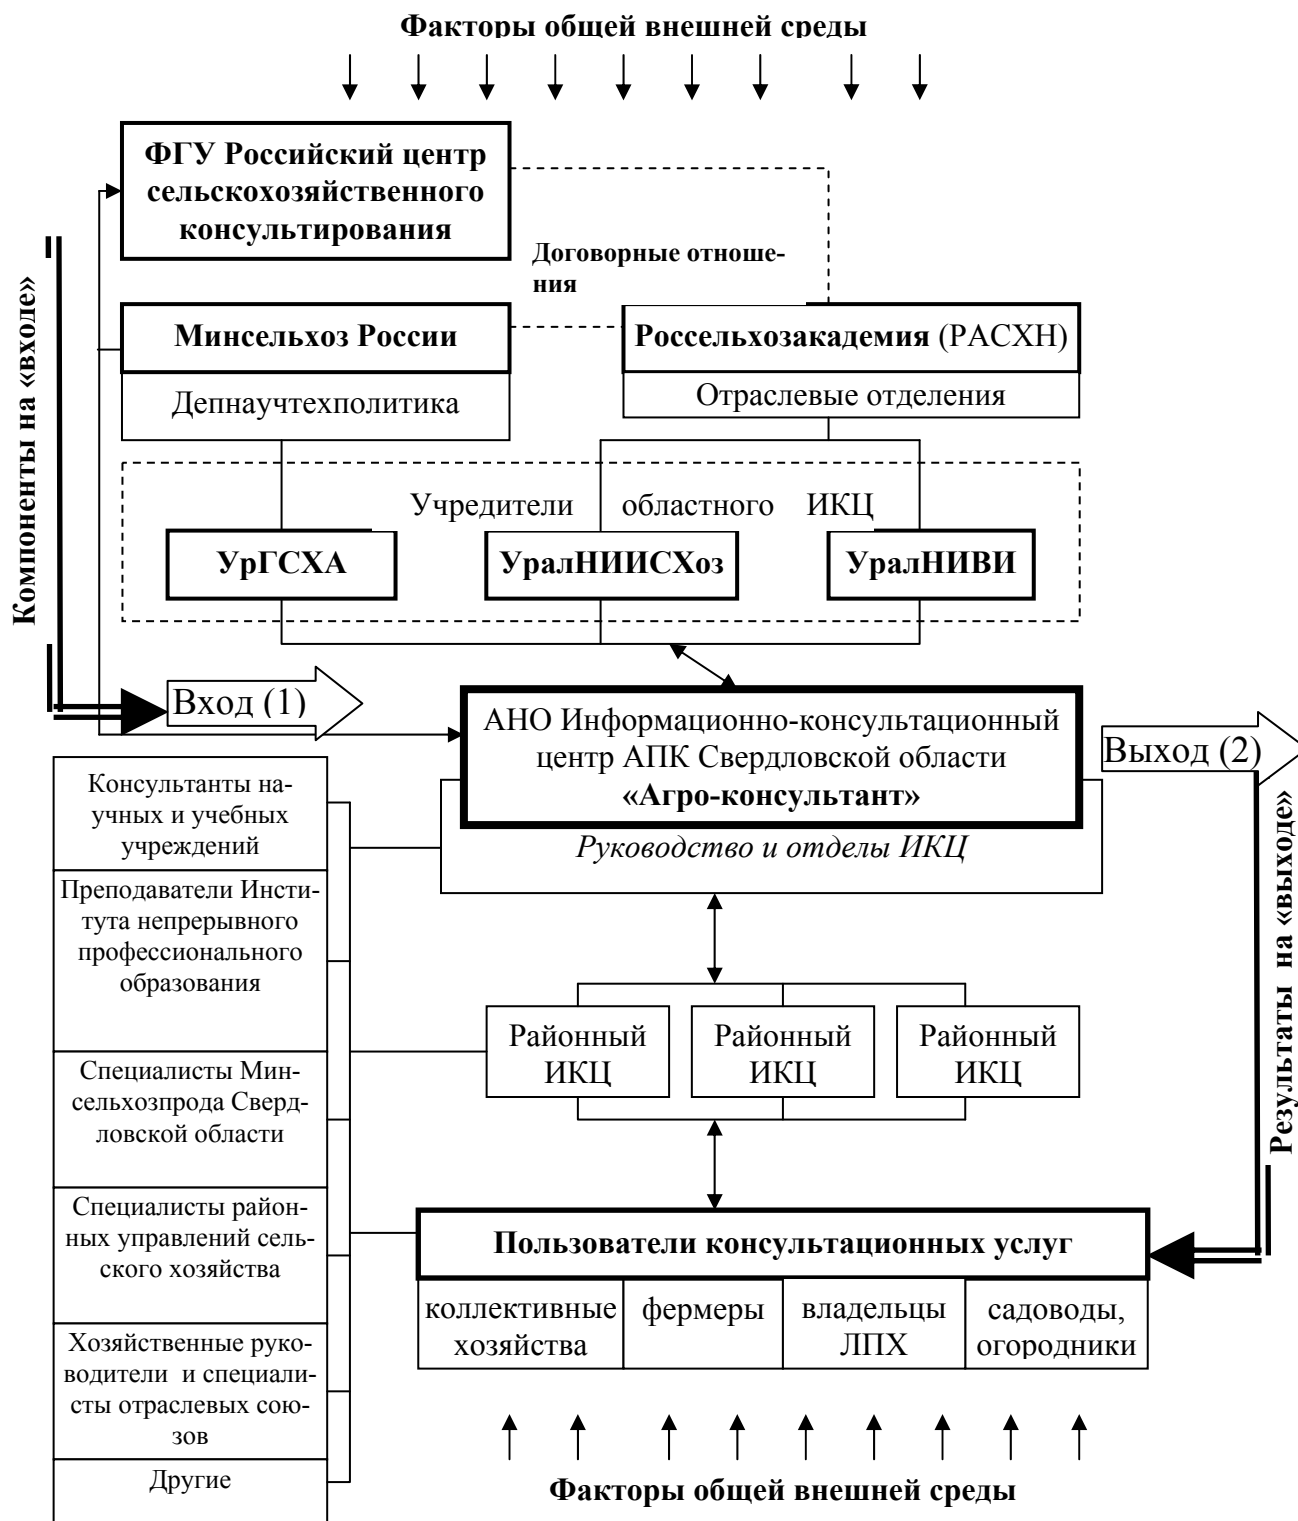 Факторы общей внешней среды
ФГУ Российский центр
сельскохозяйственного
консультирования
Договорные отноше-
ния
Компоненты на «входе»
Минсельхоз России
Россельхозакадемия (РАСХН)
Депнаучтехполитика
Отраслевые отделения
Учредители областного ИКЦ
УрГСХА
УралНИИСХоз
УралНИВИ
Вход (1)
АНО Информационно-консультационный
центр АПК Свердловской области
«Агро-консультант»
Руководство и отделы ИКЦ
Выход (2)
Результаты на «выходе»
Консультанты на-
учных и учебных
учреждений
Преподаватели Инсти-
тута непрерывного
профессионального
образования
Специалисты Мин-
сельхозпрода Сверд-
ловской области
Специалисты район-
ных управлений сель-
ского хозяйства
Хозяйственные руко-
водители и специали-
сты отраслевых сою-
зов
Другие
Районный
ИКЦ
Районный
ИКЦ
Районный
ИКЦ
Пользователи консультационных услуг
коллективные
хозяйства
фермеры
владельцы
ЛПХ
садоводы,
огородники
Факторы общей внешней среды